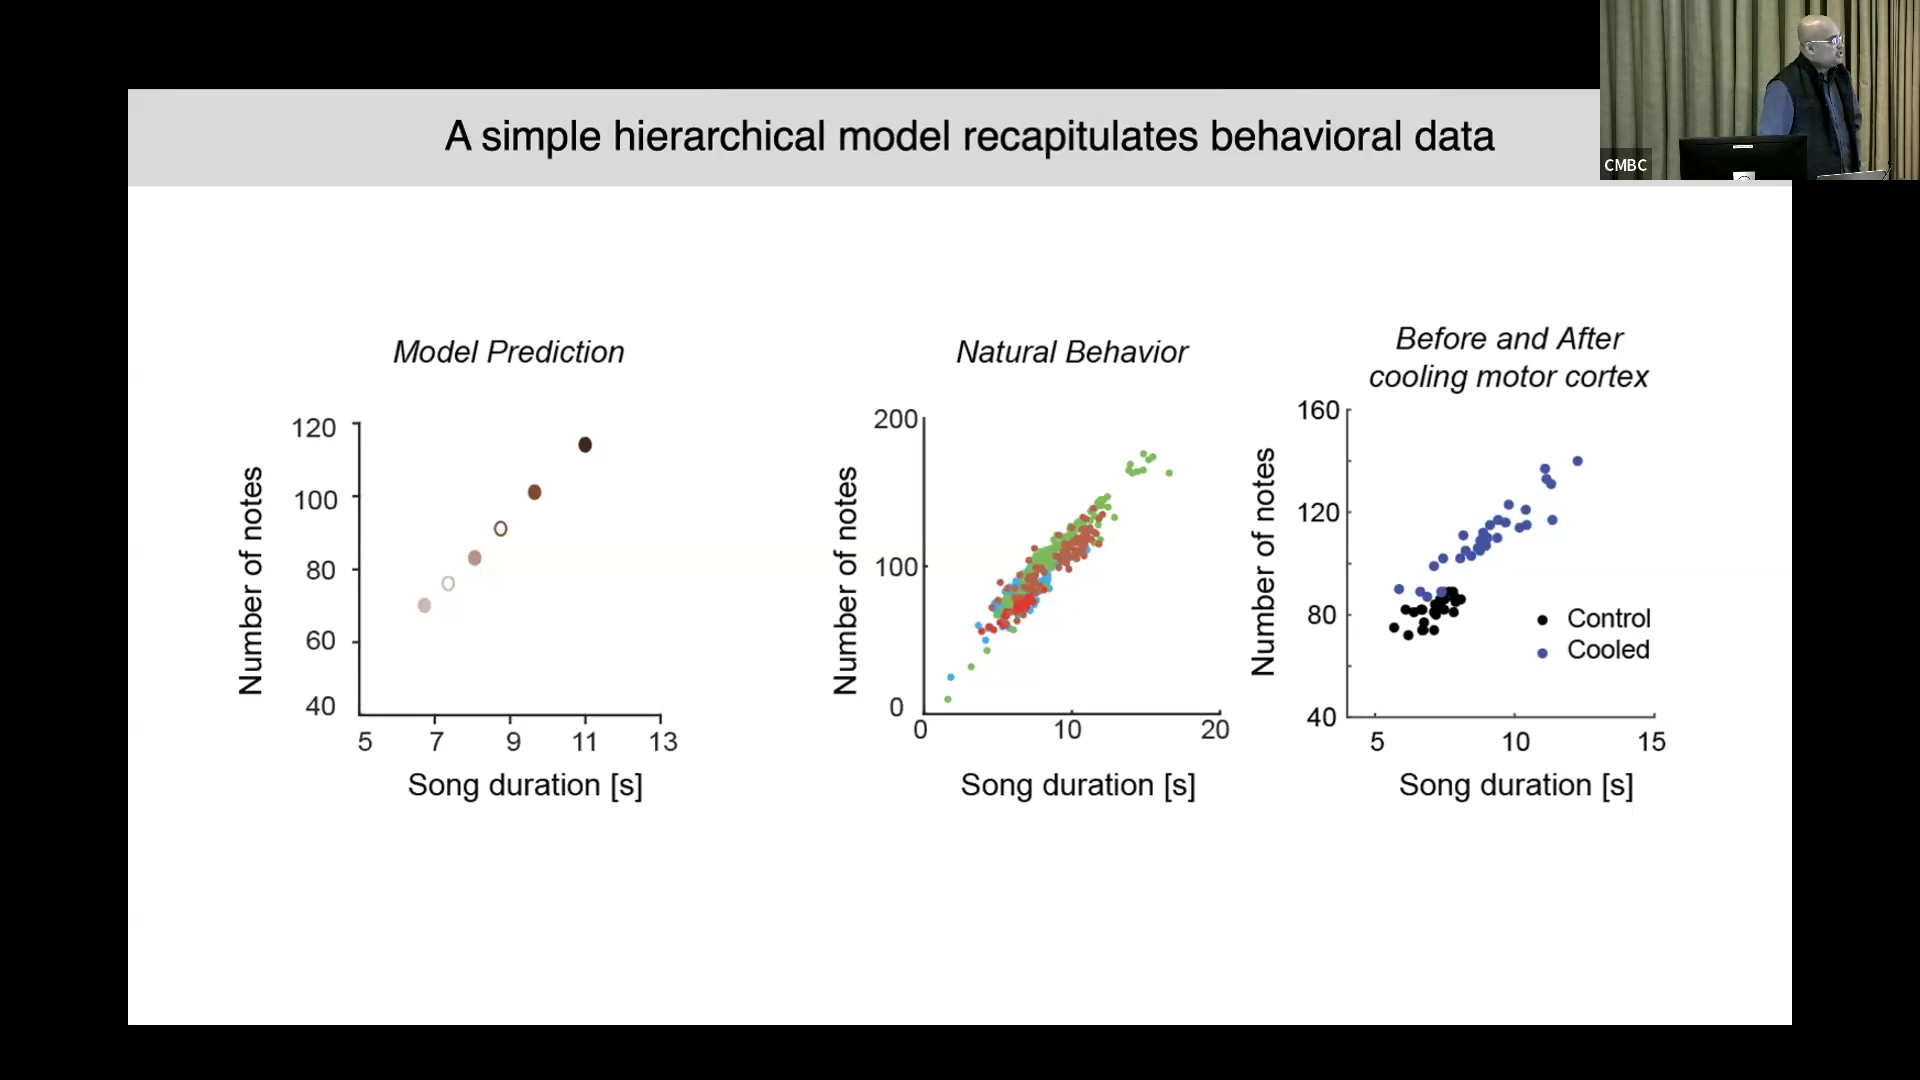 A simple hierarchical model recapitulates behavioral data
CMBC
Model Prediction
Number of notes
120
100
80
60
40
5 7 9 11 13
Song duration [s]
Natural Behavior
Number of notes
200
100
0
0 10 20
Song duration [s]
Before and After
cooling motor cortex
Number of notes
160
120
80
40
Control
Cooled
5 10 15
Song duration [s]